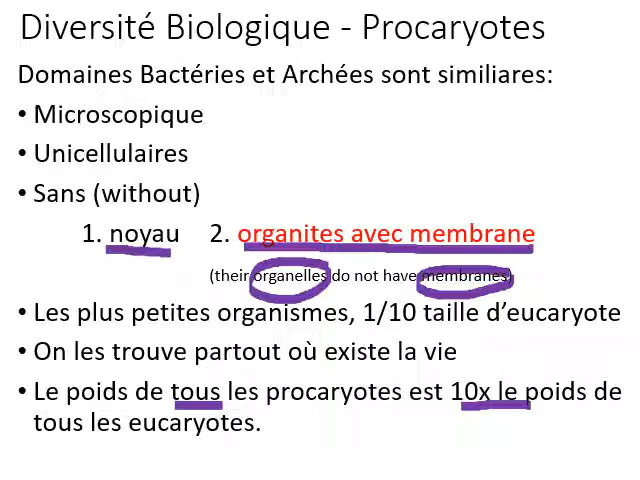 Diversité Biologique - Procaryotes
Domaines Bactéries et Archées sont similiares:
• Microscopique
• Unicellulaires
• Sans (without)
1. noyau 2. organites avec membrane
(their organelles do not have membranes)
• Les plus petites organismes, 1/10 taille d'eucaryote
• On les trouve partout où existe la vie
• Le poids de tous les procaryotes est 10x le poids de
tous les eucaryotes.